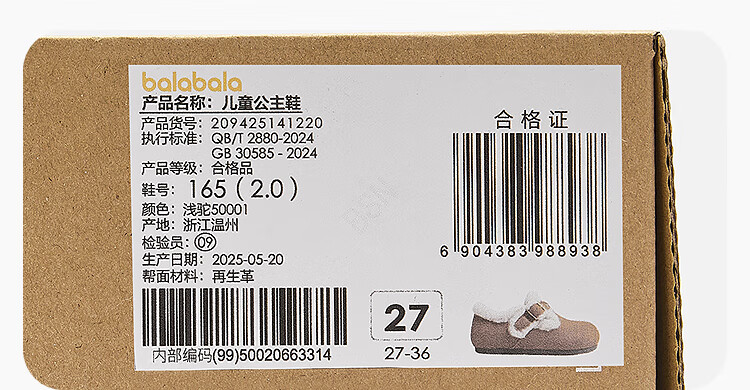 balabala
产品名称：儿童公主鞋
产品货号：209425141220
执行标准：QB/T 2880-2024
GB 30585 - 2024
产品等级：合格品
鞋号：165（2.0）
颜色：浅驼50001
产地：浙江温州
检验员：09
生产日期：2025-05-20
帮面材料：再生革
内部编码(99)50020663314
合格证
6 904383 988938
27
27-36